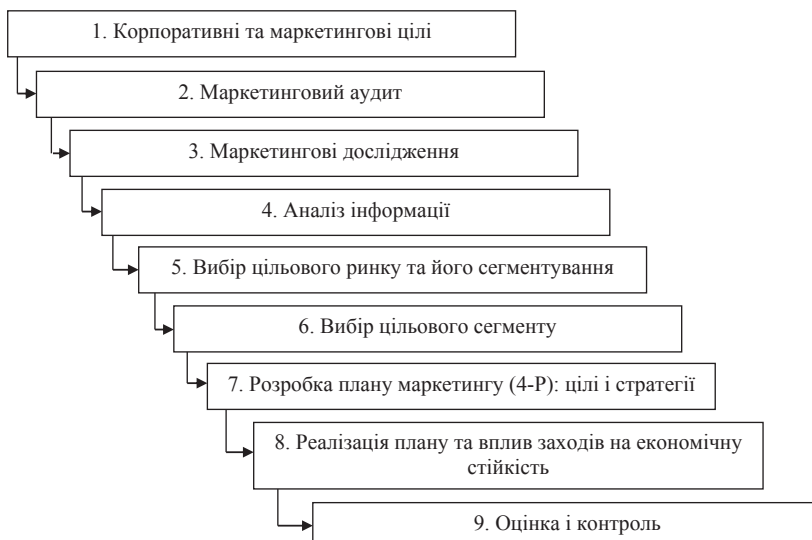 1. Корпоративні та маркетингові цілі
2. Маркетинговий аудит
3. Маркетингові дослідження
4. Аналіз інформації
5. Вибір цільового ринку та його сегментування
6. Вибір цільового сегменту
7. Розробка плану маркетингу (4-Р): цілі і стратегії
8. Реалізація плану та вплив заходів на економічну
стійкість
9. Оцінка і контроль